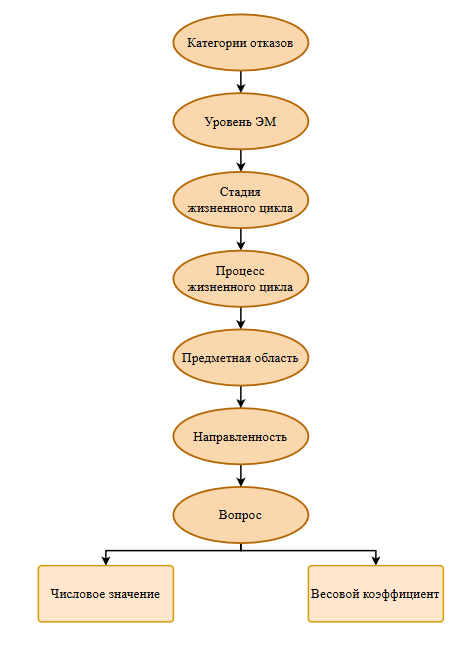 Категории отказов
Уровень ЭМ
Стадия
жизненного цикла
Процесс
жизненного цикла
Предметная область
Направленность
Вопрос
Числовое значение
Весовой коэффициент